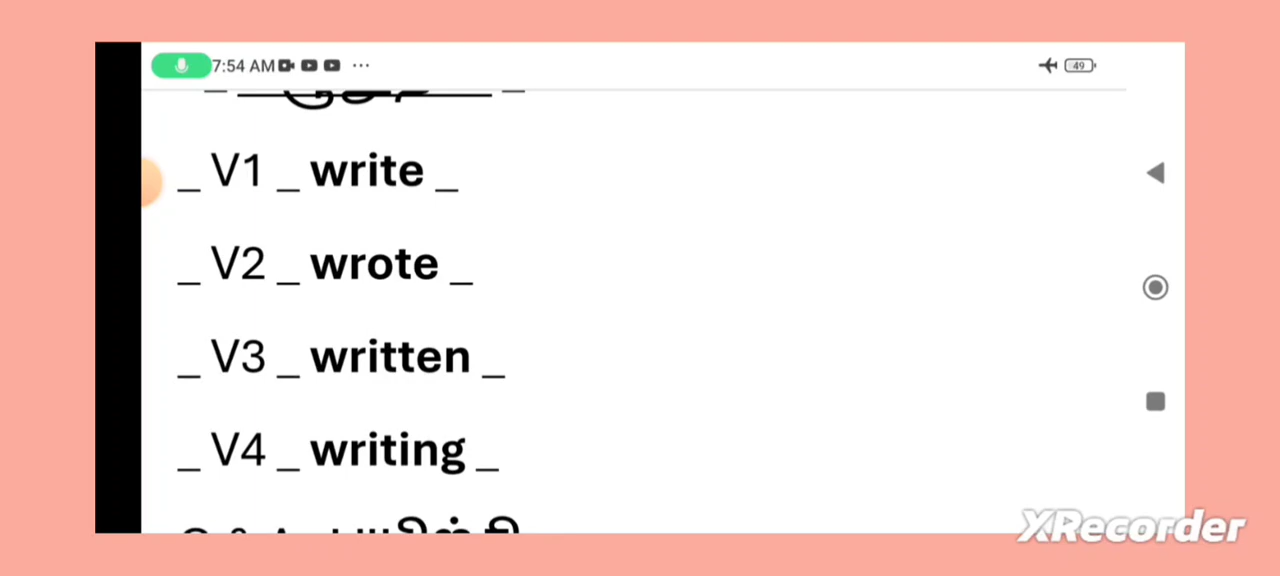 7:54 AM ...
49
_ V1 _ write _
_ V2 _ wrote _
_ V3 _ written _
_ V4 _ writing _
XRecorder